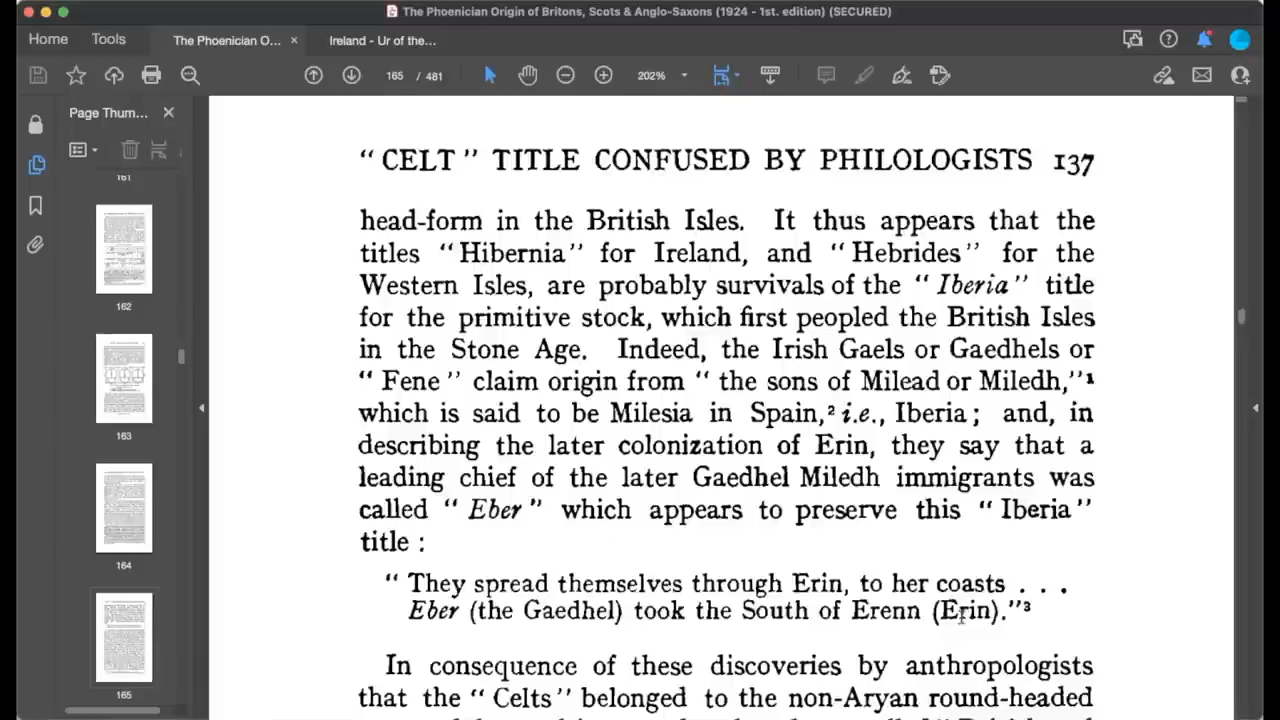 The Phoenician Origin of Britons, Scots & Anglo-Saxons (1924 - 1st. edition) (SECURED)
Home Tools The Phoenician O... × Ireland - Ur of the...
165 / 481 202%
Page Thum... ×
161
162
163
164
165
“ CELT ” TITLE CONFUSED BY PHILOLOGISTS 137
head-form in the British Isles. It thus appears that the
titles “ Hibernia ” for Ireland, and “ Hebrides ” for the
Western Isles, are probably survivals of the “ Iberia ” title
for the primitive stock, which first peopled the British Isles
in the Stone Age. Indeed, the Irish Gaels or Gaedhels or
“ Fene ” claim origin from “ the sons of Milead or Miledh,”¹
which is said to be Milesia in Spain,² i.e., Iberia ; and, in
describing the later colonization of Erin, they say that a
leading chief of the later Gaedhel Miledh immigrants was
called “ Eber ” which appears to preserve this “ Iberia ”
title :
“ They spread themselves through Erin, to her coasts . . .
Eber (the Gaedhel) took the South of Erenn (Erin).”³
In consequence of these discoveries by anthropologists
that the “ Celts ” belonged to the non-Aryan round-headed